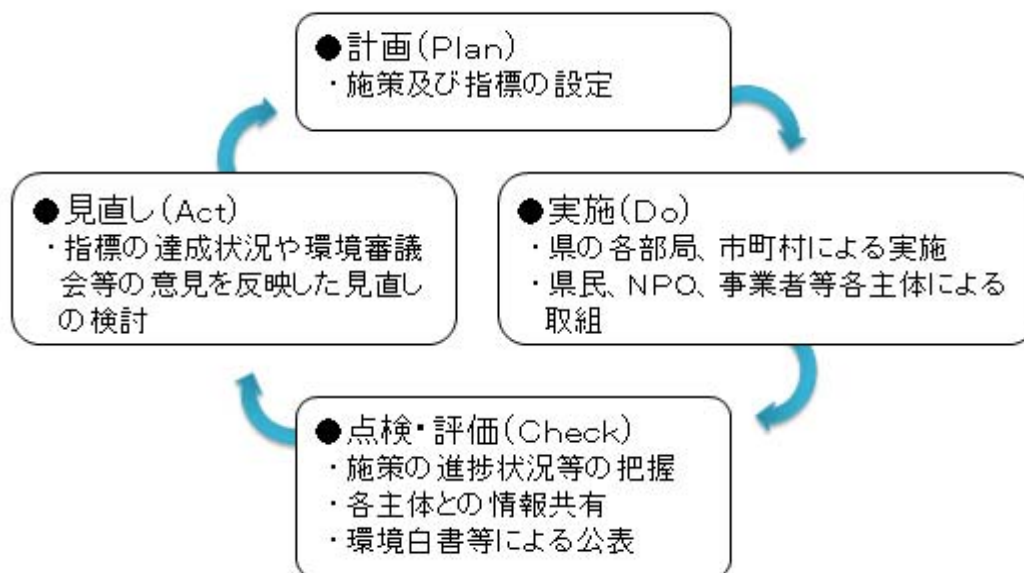 ●計画(Plan)
・施策及び指標の設定
●見直し(Act)
・指標の達成状況や環境審議
会等の意見を反映した見直し
の検討
●実施(Do)
・県の各部局、市町村による実施
・県民、NPO、事業者等各主体による
取組
●点検・評価(Check)
・施策の進捗状況等の把握
・各主体との情報共有
・環境白書等による公表